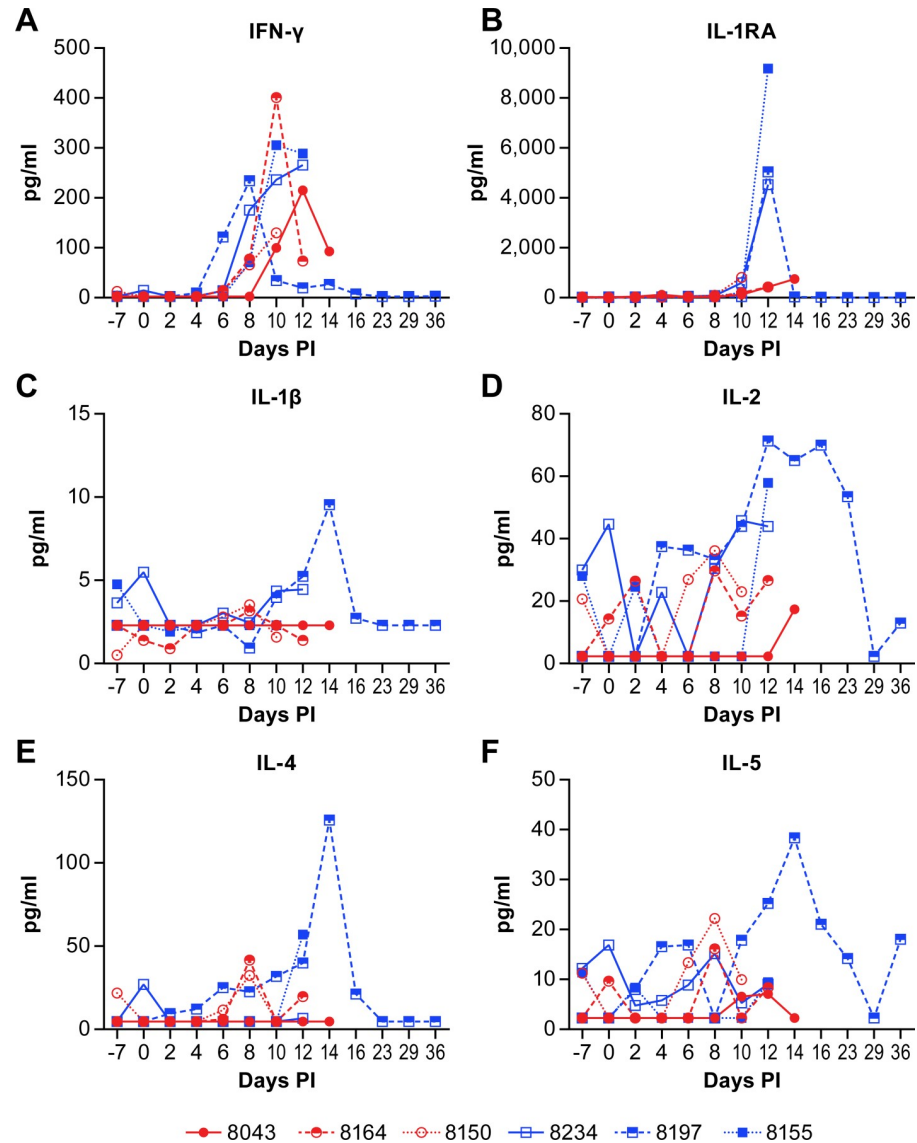 A
IFN-γ
500
400
300
200
100
0
pg/ml
-7 0 2 4 6 8 10 12 14 16 23 29 36
Days PI
B
IL-1RA
10,000
8,000
6,000
4,000
2,000
0
pg/ml
-7 0 2 4 6 8 10 12 14 16 23 29 36
Days PI
C
IL-1β
15
10
5
0
pg/ml
-7 0 2 4 6 8 10 12 14 16 23 29 36
Days PI
D
IL-2
80
60
40
20
0
pg/ml
-7 0 2 4 6 8 10 12 14 16 23 29 36
Days PI
E
IL-4
150
100
50
0
pg/ml
-7 0 2 4 6 8 10 12 14 16 23 29 36
Days PI
F
IL-5
50
40
30
20
10
0
pg/ml
-7 0 2 4 6 8 10 12 14 16 23 29 36
Days PI
8043 8164 8150 8234 8197 8155